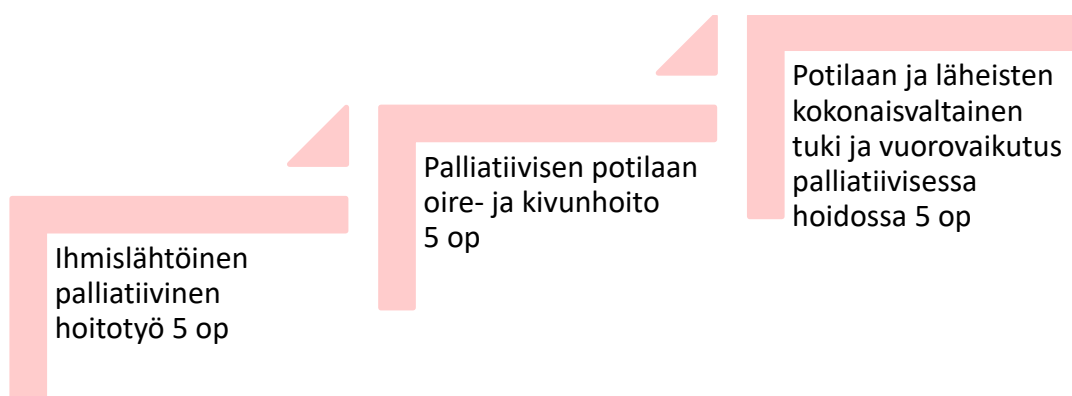 Ihmislähtöinen
palliatiivinen
hoitotyö 5 op
Palliatiivisen potilaan
oire- ja kivunhoito
5 op
Potilaan ja läheisten
kokonaisvaltainen
tuki ja vuorovaikutus
palliatiivisessa
hoidossa 5 op